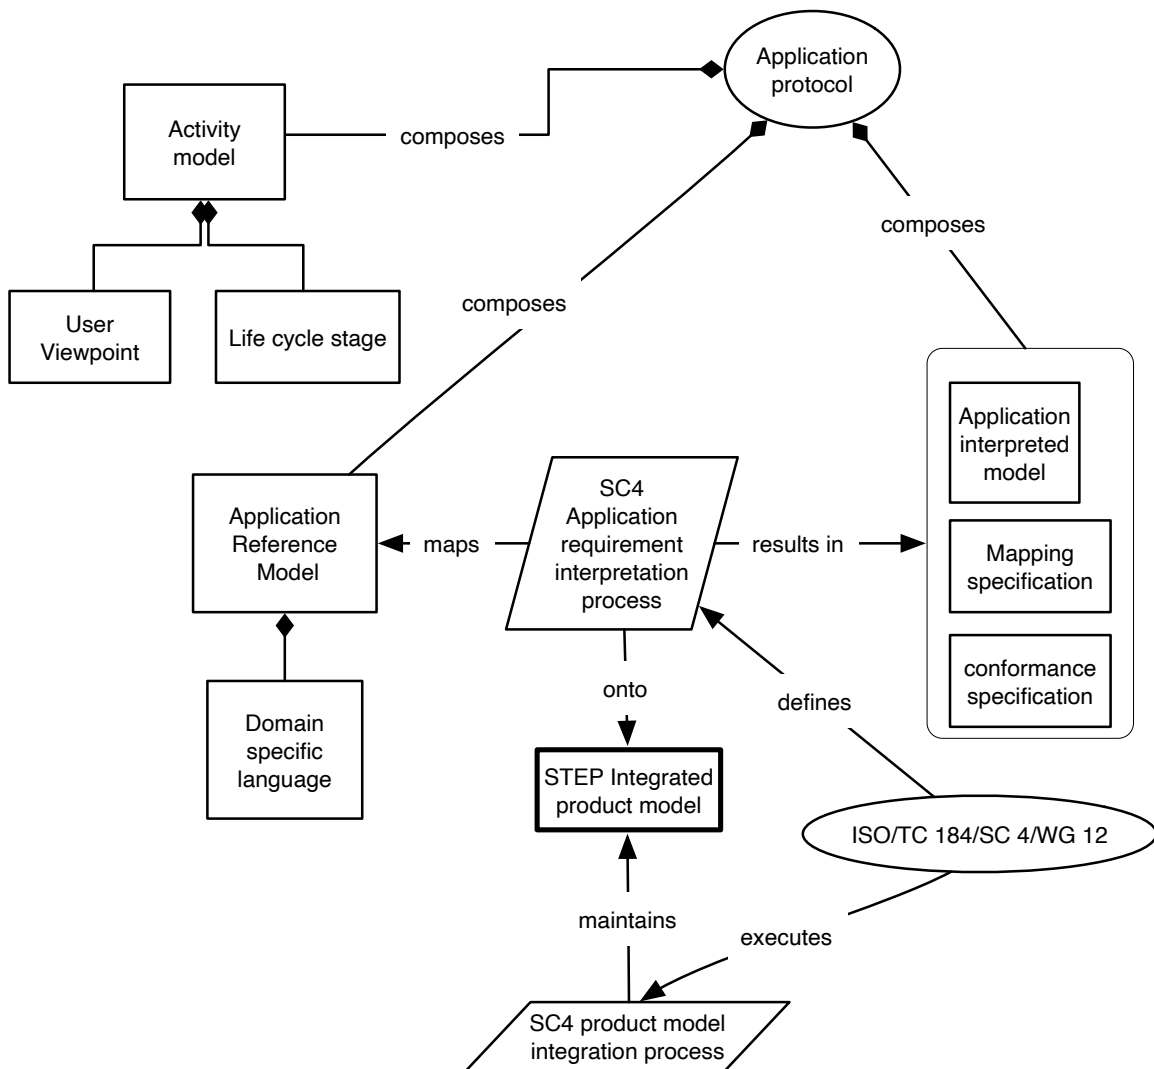 Application
protocol
Activity
model
composes
composes
composes
User
Viewpoint
Life cycle stage
Application
interpreted
model
Mapping
specification
conformance
specification
Application
Reference
Model
maps
SC4
Application
requirement
interpretation
process
results in
onto
defines
Domain
specific
language
STEP Integrated
product model
ISO/TC 184/SC 4/WG 12
maintains
executes
SC4 product model
integration process